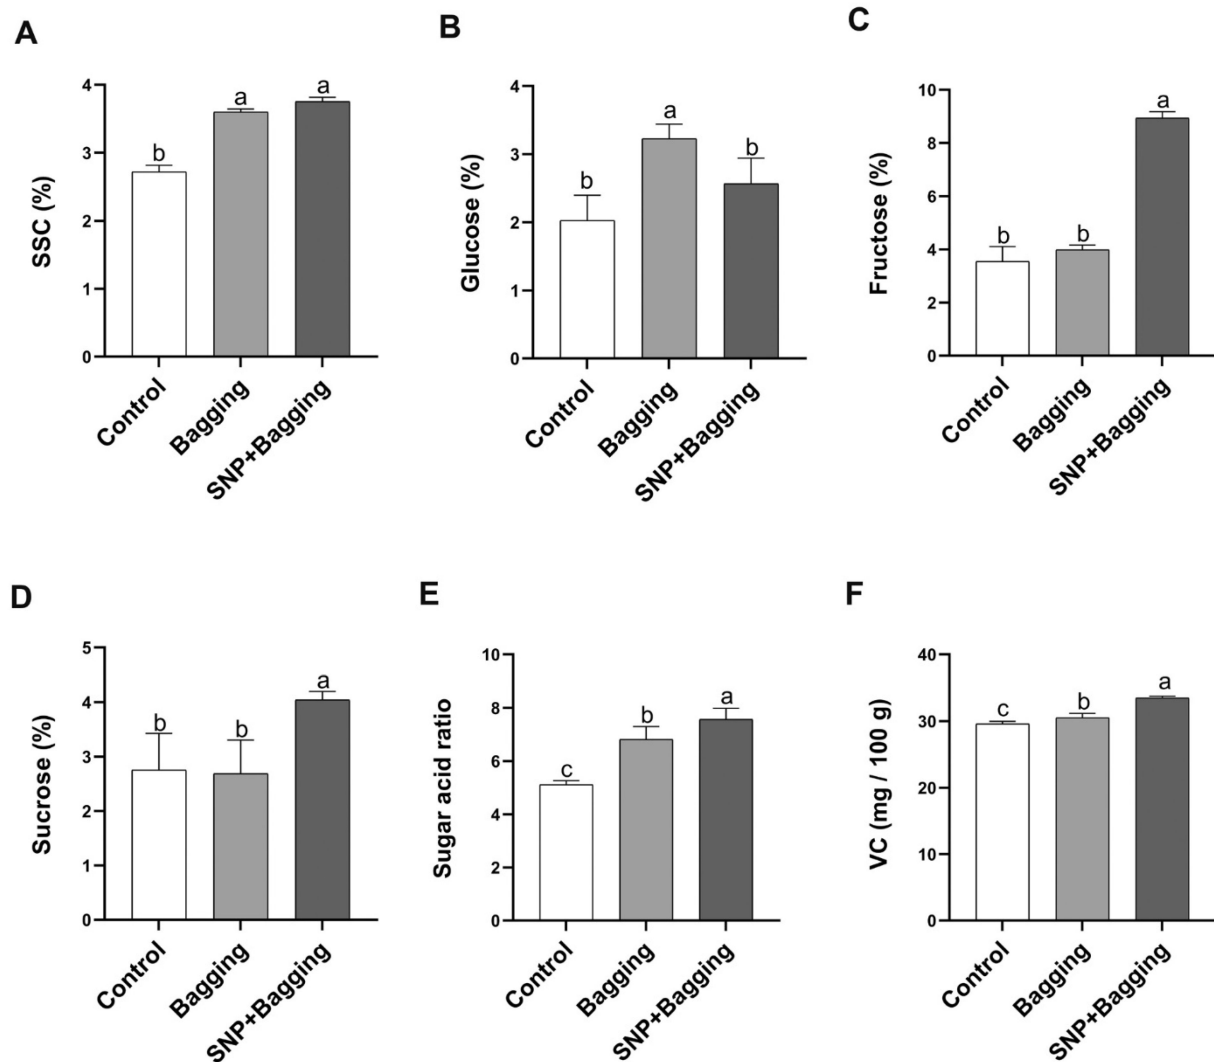 A
SSC (%)
4
3
2
1
0
b
a
a
Control
Bagging
SNP+Bagging
B
Glucose (%)
4
3
2
1
0
b
a
b
Control
Bagging
SNP+Bagging
C
Fructose (%)
10
8
6
4
2
0
b
b
a
Control
Bagging
SNP+Bagging
D
Sucrose (%)
5
4
3
2
1
0
b
b
a
Control
Bagging
SNP+Bagging
E
Sugar acid ratio
10
8
6
4
2
0
c
b
a
Control
Bagging
SNP+Bagging
F
VC (mg / 100 g)
40
30
20
10
0
c
b
a
Control
Bagging
SNP+Bagging